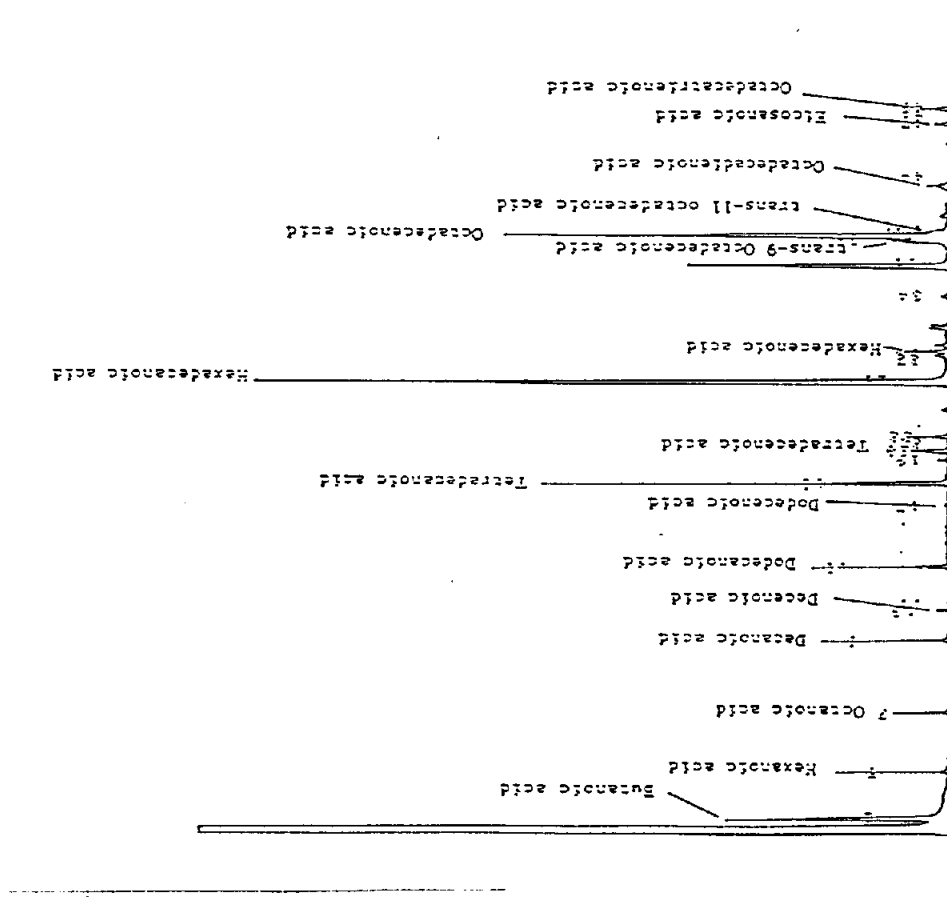 Butanoic acid
Hexanoic acid
7 Octanoic acid
Decanoic acid
Decenoic acid
Dodecanoic acid
Dodecenoic acid
Tetradecanoic acid
Tetradecenoic acid
Hexadecanoic acid
Hexadecenoic acid
34
trans-9 Octadecenoic acid
Octadecenoic acid
trans-11 octadecenoic acid
Octadecadienoic acid
Eicosanoic acid
Octadecatrienoic acid